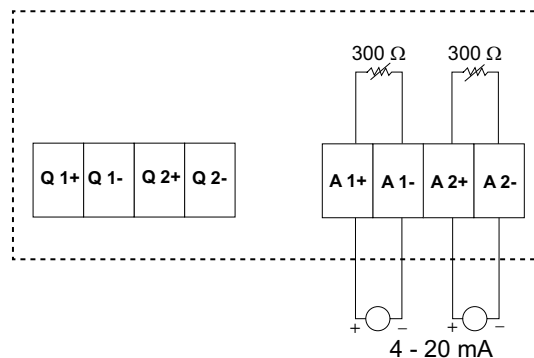 300 Ω 300 Ω
Q 1+ Q 1- Q 2+ Q 2- A 1+ A 1- A 2+ A 2-
+ − + −
4 - 20 mA